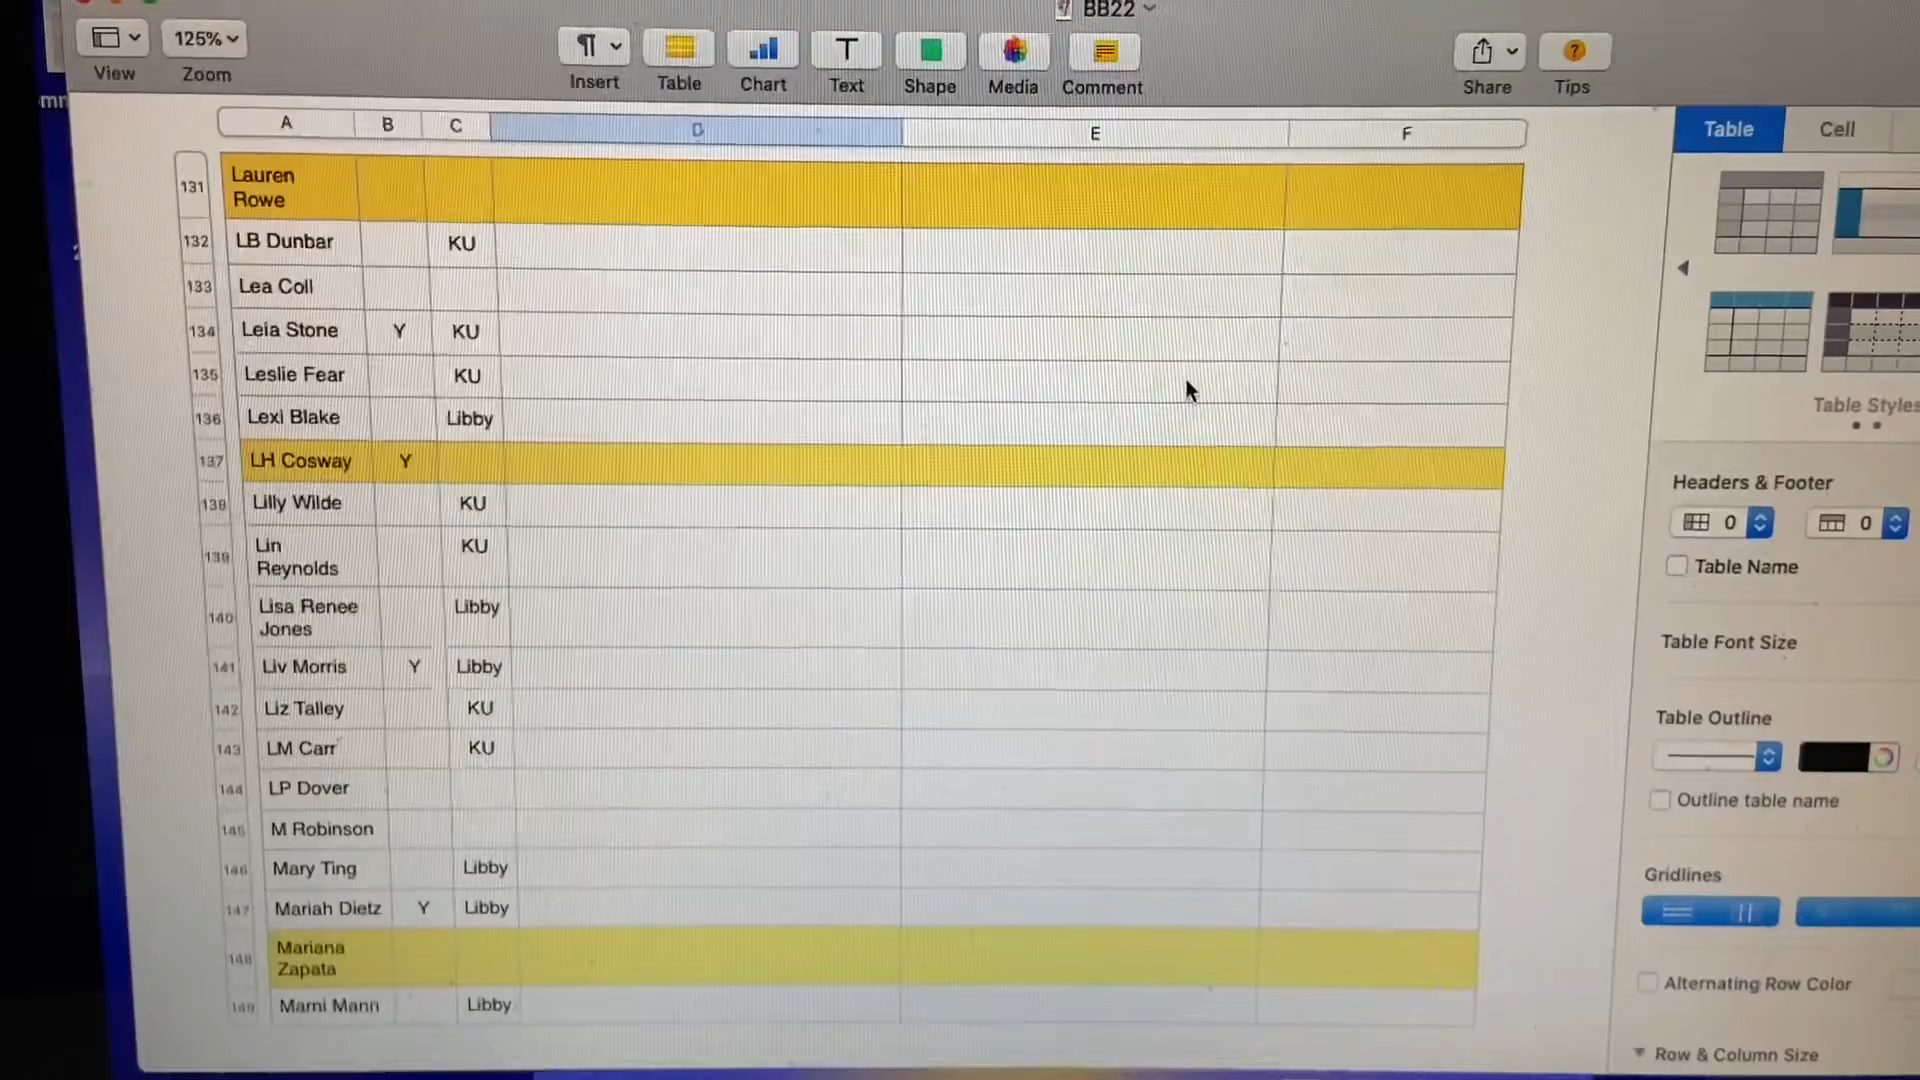 BB22
125%
View
Zoom
Insert
Table
Chart
Text
Shape
Media
Comment
Share
Tips
A B C D E F
Table
Cell
131 Lauren
Rowe
132 LB Dunbar KU
133 Lea Coll
134 Leia Stone Y KU
135 Leslie Fear KU
136 Lexi Blake Libby
137 LH Cosway Y
138 Lilly Wilde KU
139 Lin
Reynolds KU
140 Lisa Renee
Jones Libby
141 Liv Morris Y Libby
142 Liz Talley KU
143 LM Carr KU
144 LP Dover
145 M Robinson
146 Mary Ting Libby
147 Mariah Dietz Y Libby
148 Mariana
Zapata
149 Marni Mann Libby
Table Styles
Headers & Footer
0
0
Table Name
Table Font Size
Table Outline
Outline table name
Gridlines
Alternating Row Color
Row & Column Size